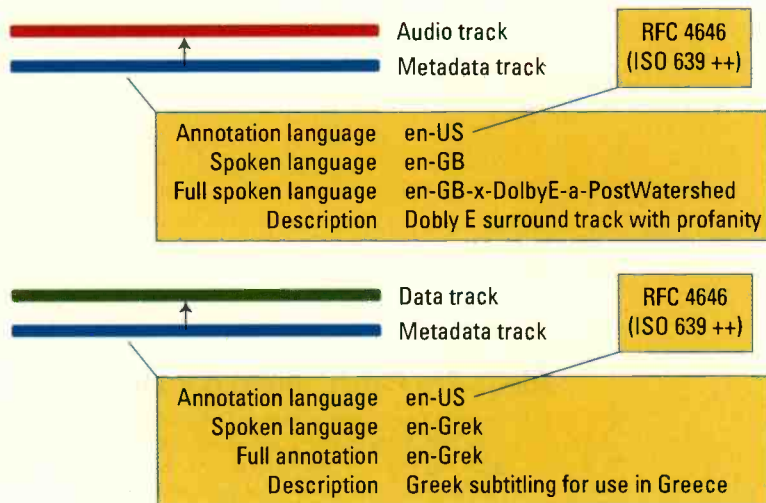 Audio track
Metadata track
RFC 4646
(ISO 639 ++)
Annotation language en-US
Spoken language en-GB
Full spoken language en-GB-x-DolbyE-a-PostWatershed
Description Dobly E surround track with profanity
Data track
Metadata track
RFC 4646
(ISO 639 ++)
Annotation language en-US
Spoken language en-Grek
Full annotation en-Grek
Description Greek subtitling for use in Greece